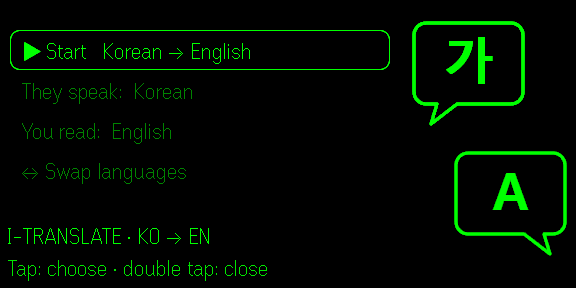 ▶ Start Korean → English
They speak: Korean
You read: English
↔ Swap languages
I-TRANSLATE · KO → EN
Tap: choose · double tap: close
가
A